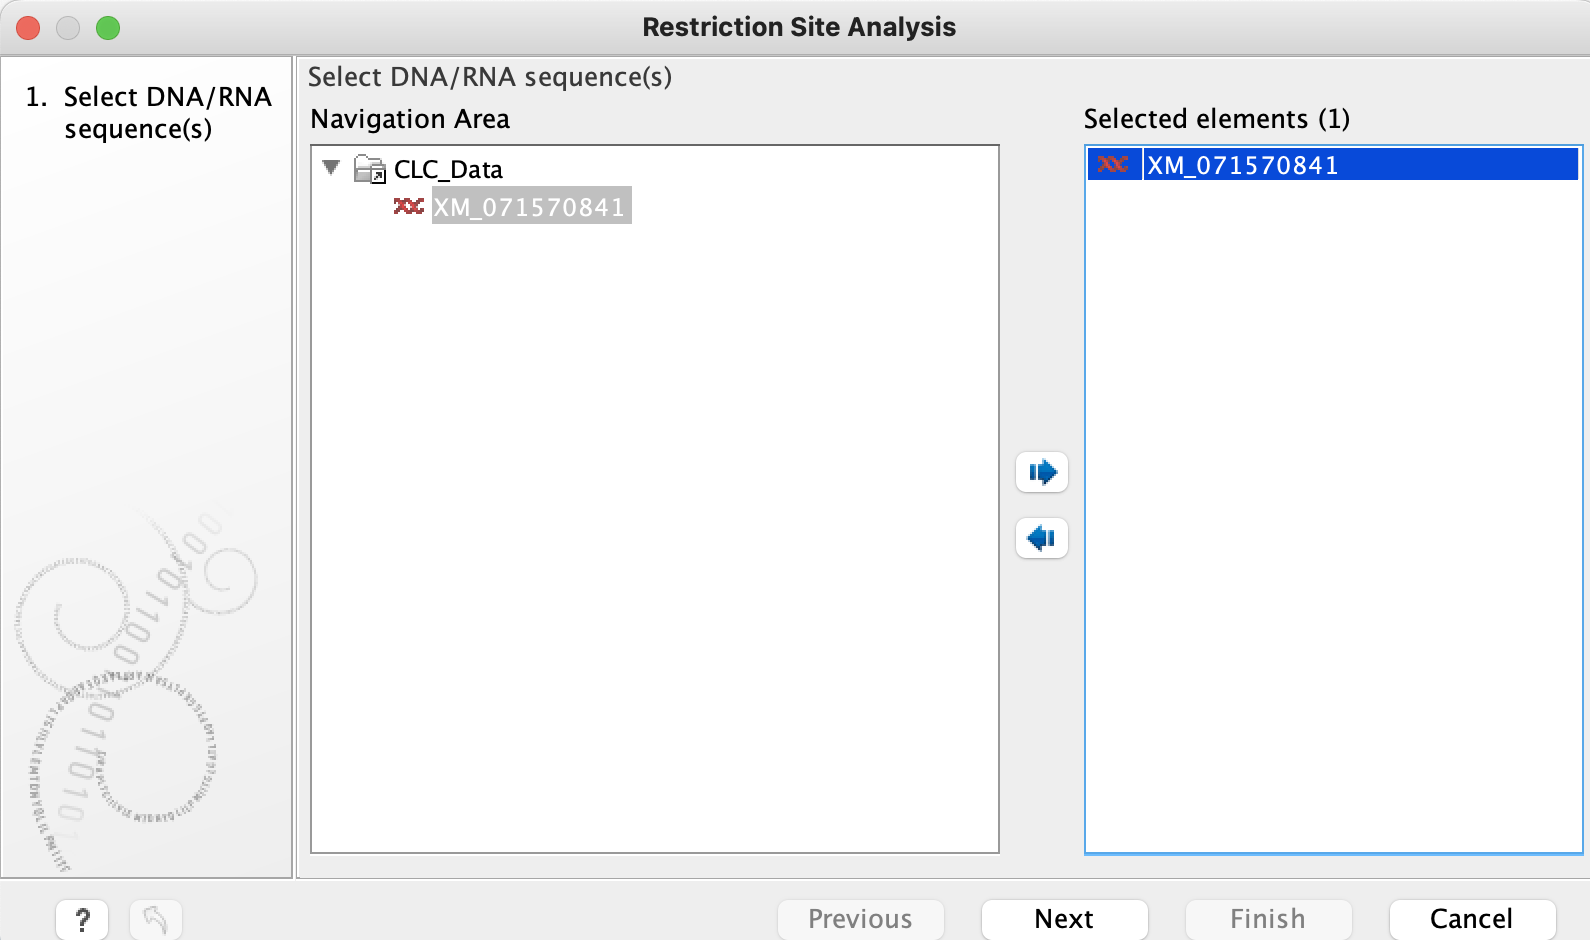 Restriction Site Analysis
1. Select DNA/RNA
sequence(s)
Select DNA/RNA sequence(s)
Navigation Area
CLC_Data
XM_071570841
Selected elements (1)
XM_071570841
?
Previous
Next
Finish
Cancel